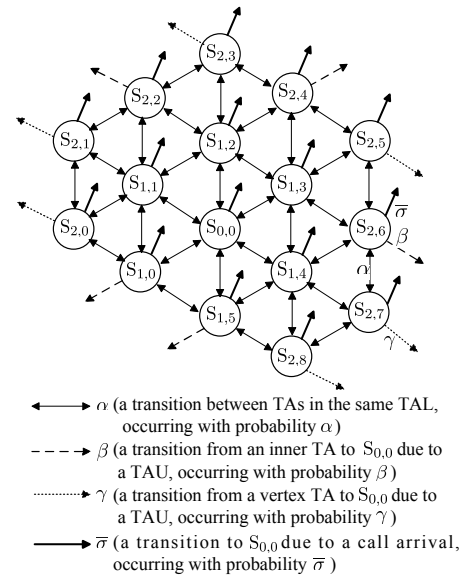 S2,3
S2,2
S2,4
S2,1
S1,2
S2,5
S1,1
S1,3
S2,0
S0,0
S2,6
σ̅
β
S1,0
S1,4
α
S1,5
S2,7
γ
S2,8
α (a transition between TAs in the same TAL,
occurring with probability α)
β (a transition from an inner TA to S0,0 due to
a TAU, occurring with probability β)
γ (a transition from a vertex TA to S0,0 due to
a TAU, occurring with probability γ)
σ̅ (a transition to S0,0 due to a call arrival,
occurring with probability σ̅)